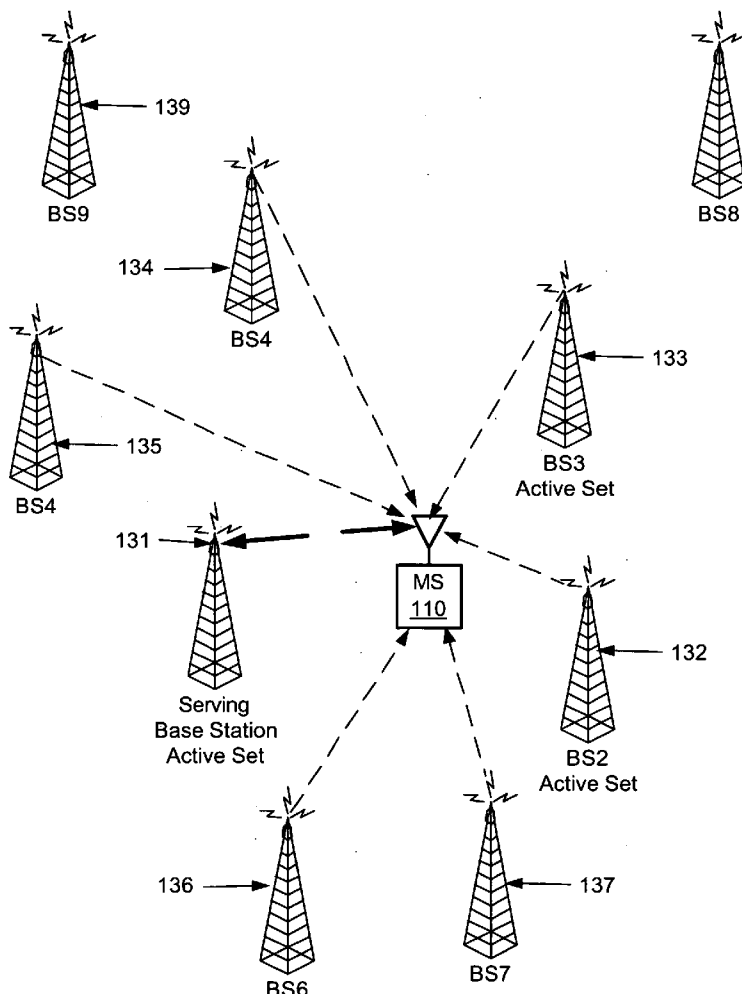 139
BS9
BS8
134
BS4
133
BS3
Active Set
135
BS4
131
MS
110
132
Serving
Base Station
Active Set
BS2
Active Set
136
137
BS6
BS7